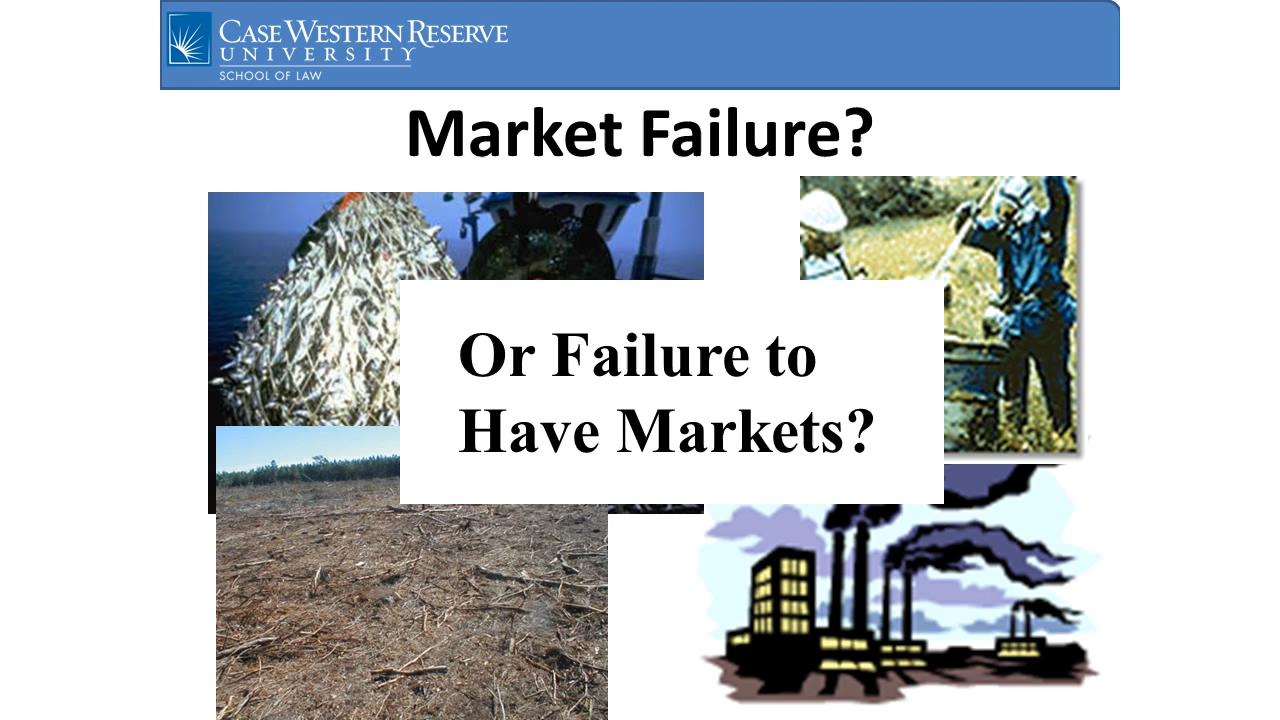 CASE WESTERN RESERVE
UNIVERSITY
SCHOOL OF LAW
Market Failure?
Or Failure to
Have Markets?